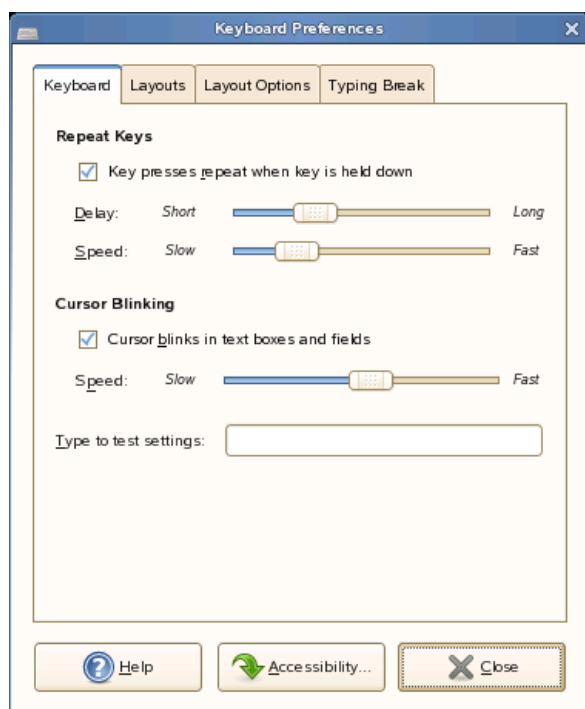 Keyboard Preferences
Keyboard Layouts Layout Options Typing Break
Repeat Keys
Key presses repeat when key is held down
Delay: Short Long
Speed: Slow Fast
Cursor Blinking
Cursor blinks in text boxes and fields
Speed: Slow Fast
Type to test settings:
Help Accessibility... Close